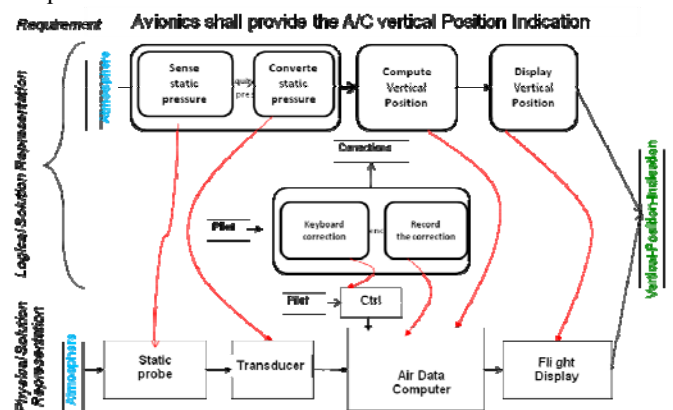 Requirement
Avionics shall provide the A/C vertical Position Indication
Logical Solution Representation
Atmosphere
Sense
static
pressure
Converte
static
pressure
Compute
Vertical
Position
Display
Vertical
Position
Corrections
Pilot
Keyboard
correction
Record
the correction
Vertical-Position-Indication
Pilot
Ctrl
Physical Solution
Representation
Atmosphere
Static
probe
Transducer
Air Data
Computer
Flight
Display